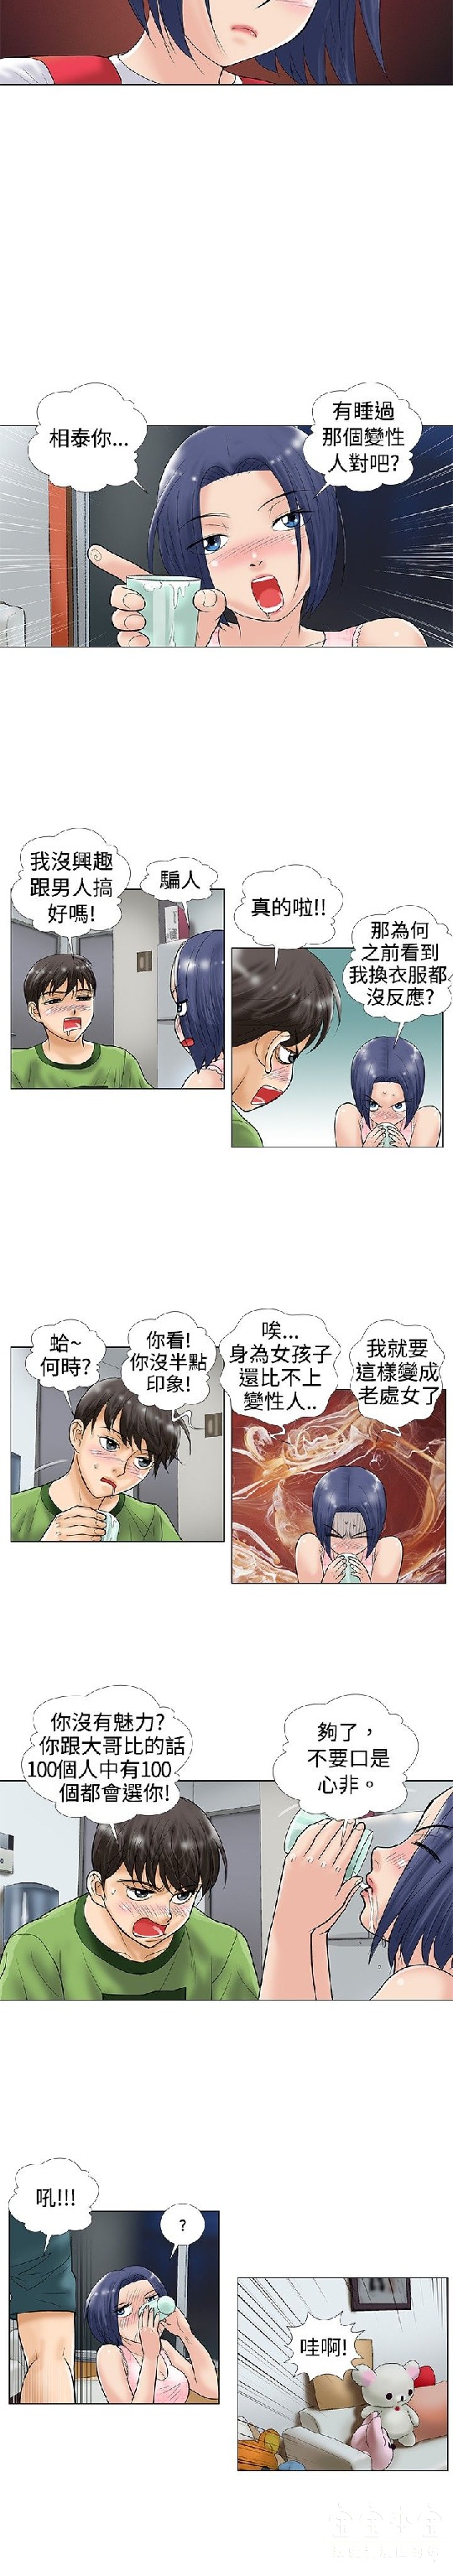 相泰你...
有睡過
那個變性
人對吧?
我沒興趣
跟男人搞
好嗎!
騙人
真的啦!!
那為何
之前看到
我換衣服都
沒反應?
蛤~
何時?
你看!
你沒半點
印象!
唉...
身為女孩子
還比不上
變性人..
我就要
這樣變成
老處女了
你沒有魅力?
你跟大哥比的話
100個人中有100
個都會選你!
夠了，
不要口是
心非。
吼!!!
?
哇啊!